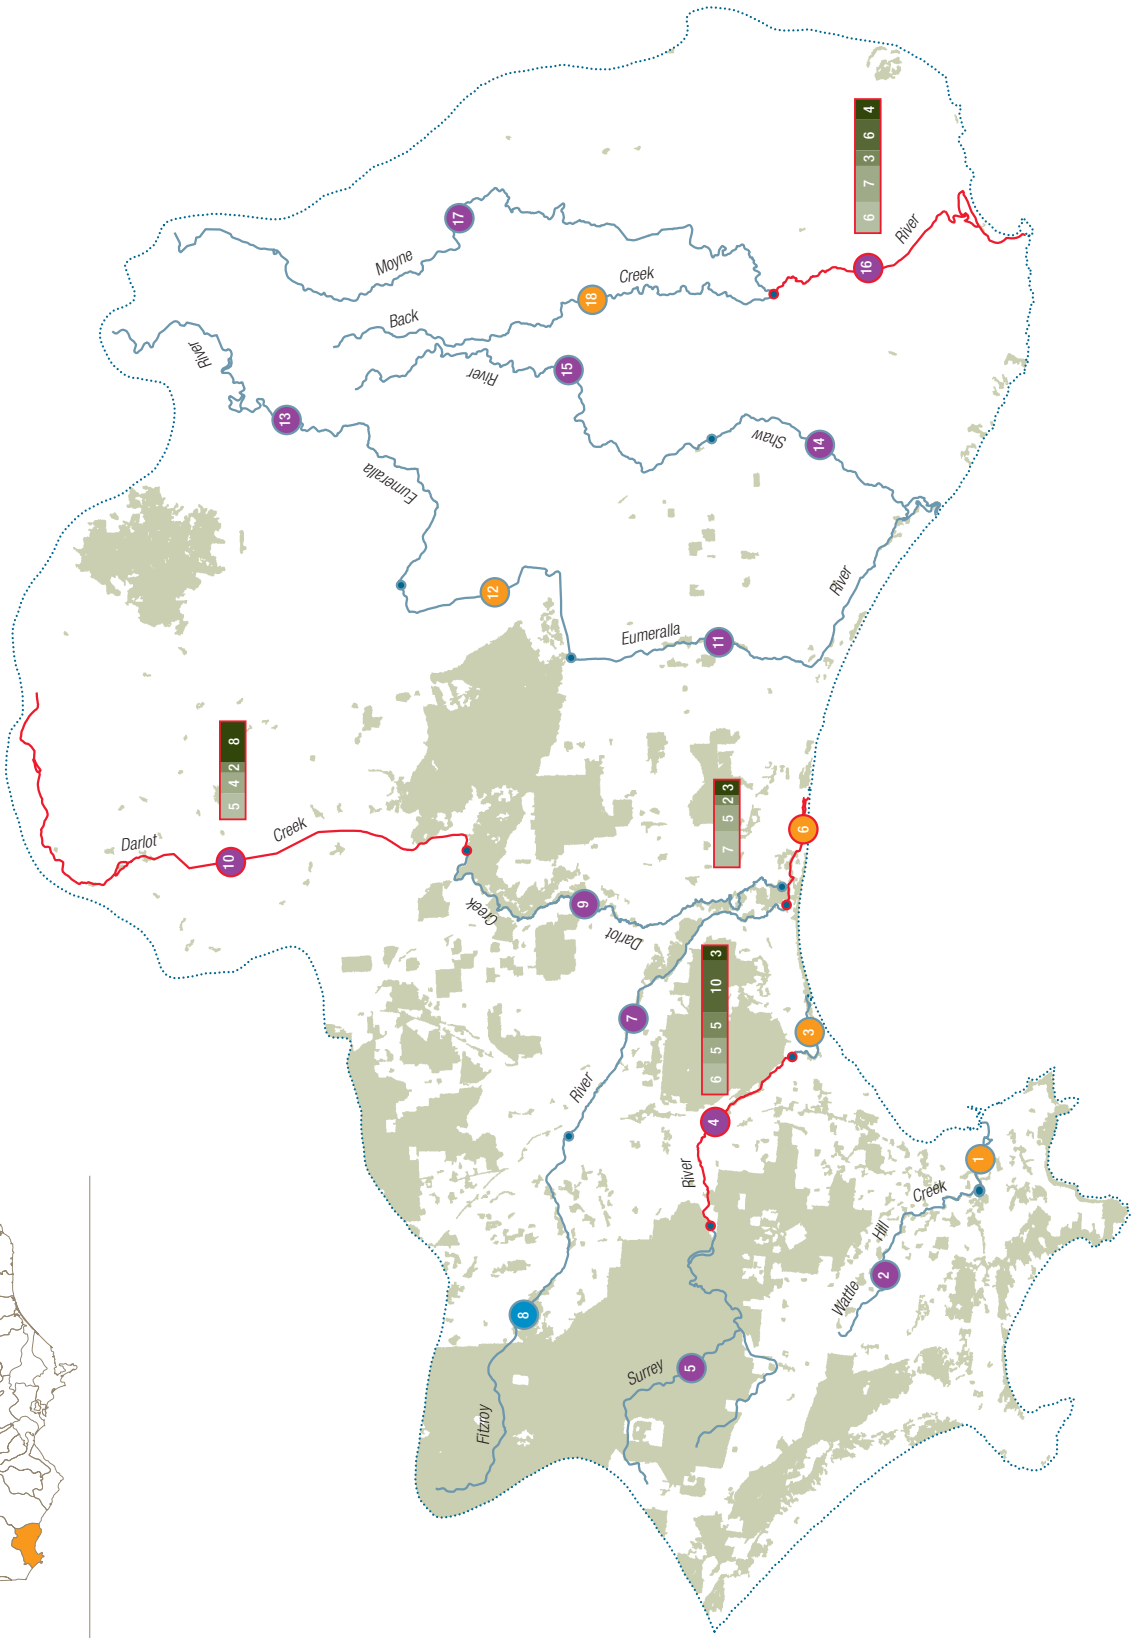 17
Moyne
Creek
18
Back
River
River
15
13
Eumeralla
Shaw
14
12
River
Eumeralla
11
6 7 3 6 4
River
16
5 4 2 8
Darlot
Creek
10
7 5 2 3
6
Creek
9
Darlot
6 5 5 10 3
7
3
River
4
River
1
Creek
Hill
2
Wattle
8
Surrey
5
Fitzroy